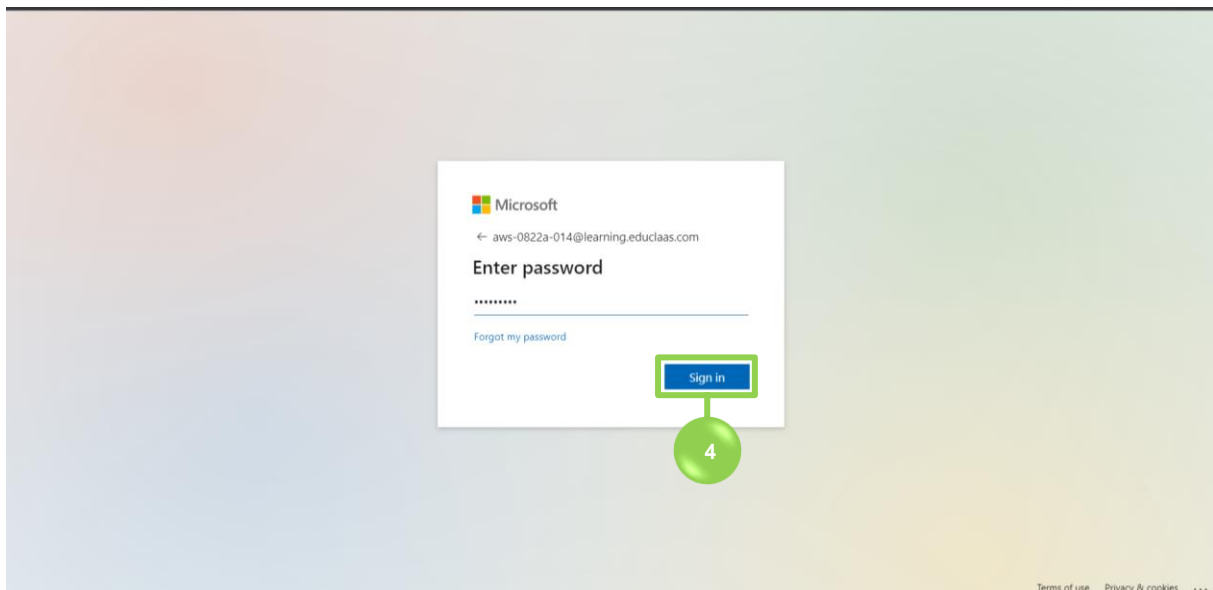 Microsoft
← aws-0822a-014@learning.educlaas.com
Enter password
•••••••••
Forgot my password
Sign in
4
Terms of use Privacy & cookies ...